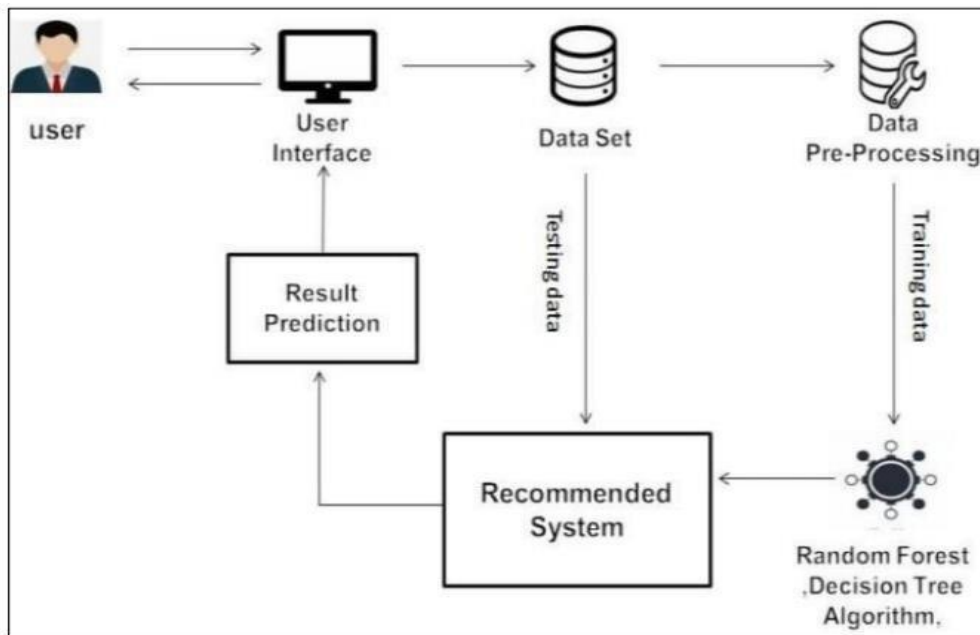 user
User
Interface
Data Set
Data
Pre-Processing
Testing data
Training data
Result
Prediction
Recommended
System
Random Forest
,Decision Tree
Algorithm,